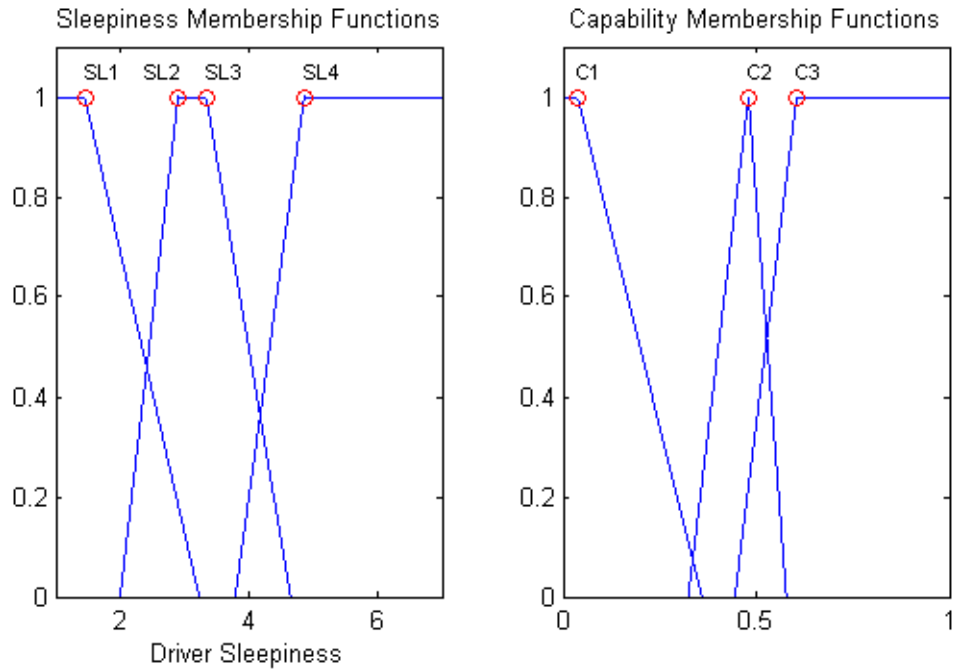 Sleepiness Membership Functions
SL1 SL2 SL3 SL4
1
0.8
0.6
0.4
0.2
0
2 4 6
Driver Sleepiness
Capability Membership Functions
C1 C2 C3
1
0.8
0.6
0.4
0.2
0
0 0.5 1